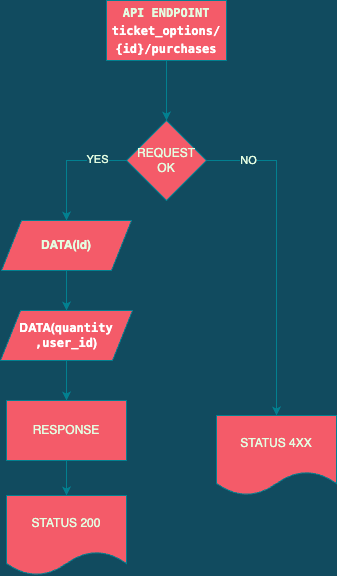 API ENDPOINT
ticket_options/
{id}/purchases
REQUEST
OK
YES
NO
DATA(id)
DATA(quantity
,user_id)
RESPONSE
STATUS 4XX
STATUS 200